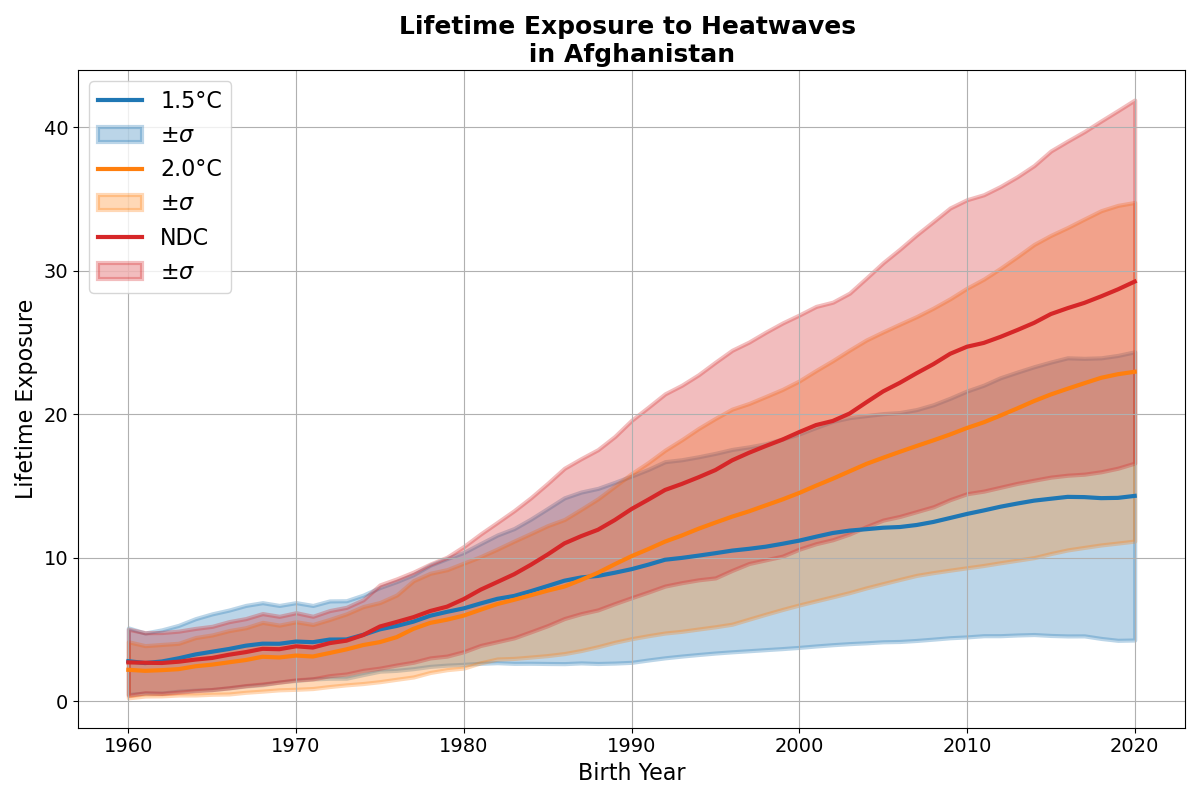 Lifetime Exposure to Heatwaves
in Afghanistan
1.5°C
±σ
2.0°C
±σ
NDC
±σ
Lifetime Exposure
40
30
20
10
0
1960 1970 1980 1990 2000 2010 2020
Birth Year